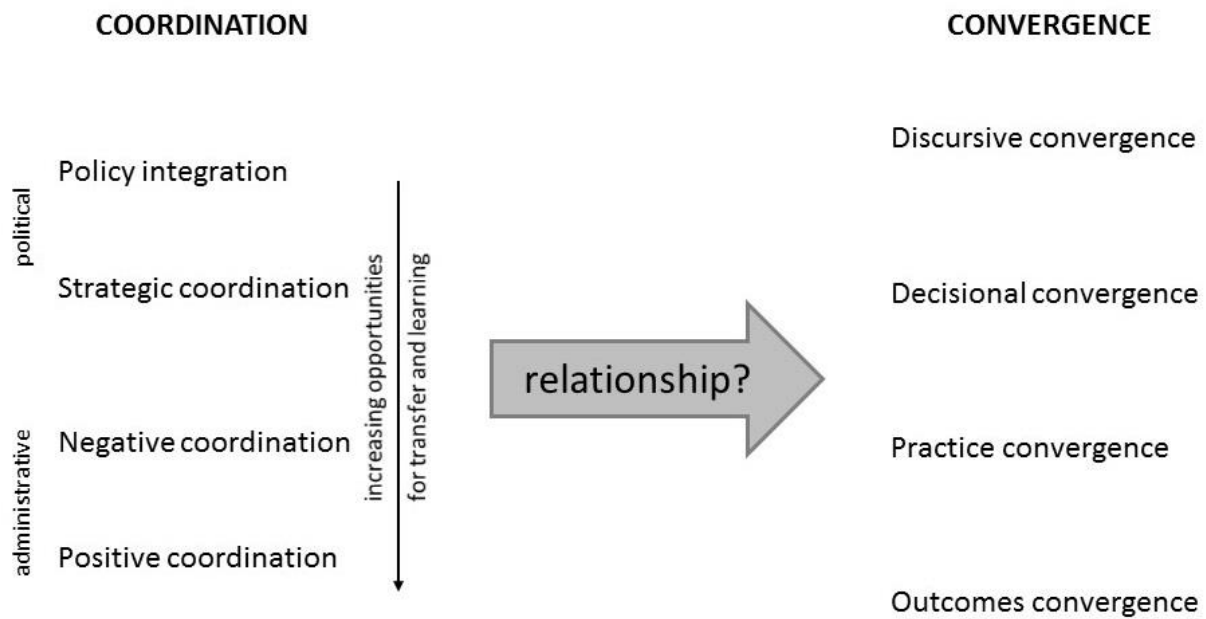 COORDINATION
CONVERGENCE
political
Policy integration
Strategic coordination
administrative
Negative coordination
Positive coordination
increasing opportunities
for transfer and learning
relationship?
Discursive convergence
Decisional convergence
Practice convergence
Outcomes convergence